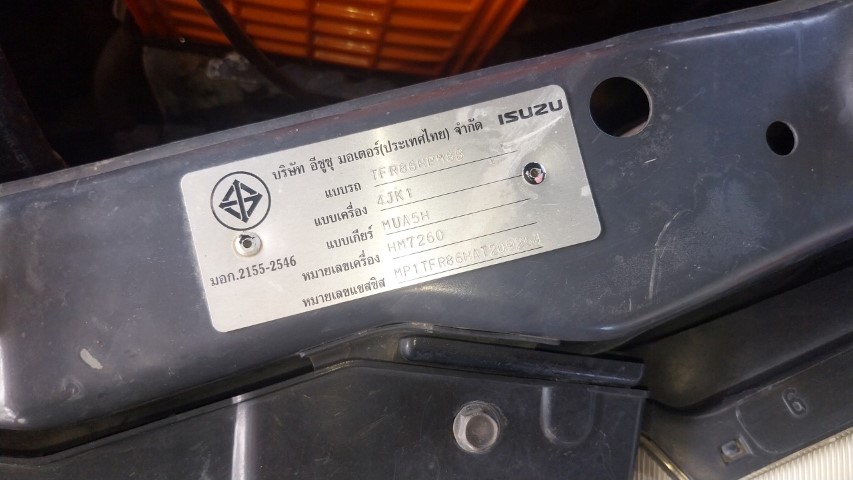 บริษัท อีซูซุ มอเตอร์(ประเทศไทย) จำกัด ISUZU
แบบรถ
แบบเครื่อง 4JK1
แบบเกียร์ MUA5H
หมายเลขเครื่อง HM7260
หมายเลขแชสซิส
มอก.2155-2546
6